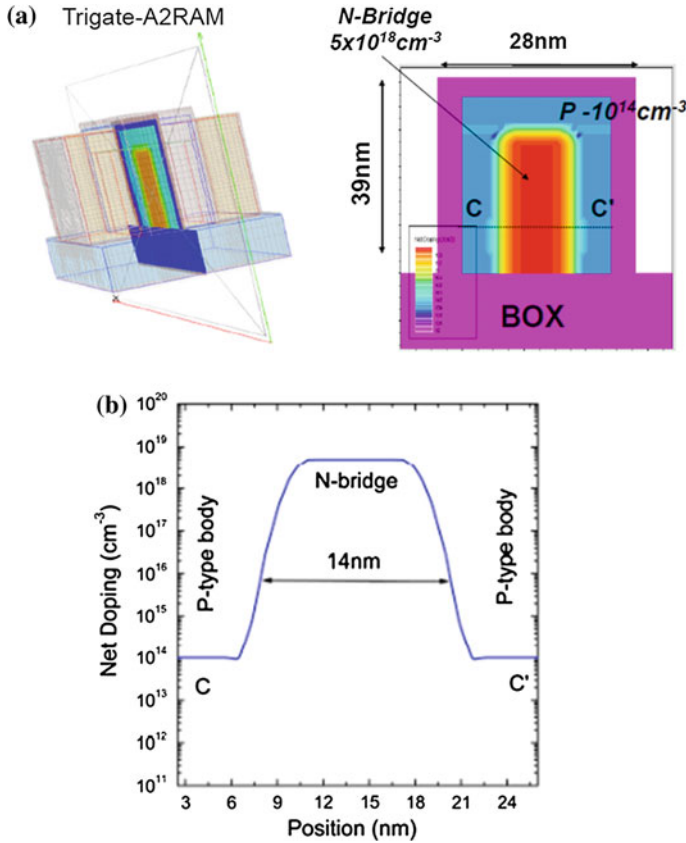 (a) Trigate-A2RAM
N-Bridge
5x10¹⁸cm⁻³
28nm
P -10¹⁴cm⁻³
39nm
C C'
BOX
X
(b)
10²⁰
10¹⁹
10¹⁸
10¹⁷
10¹⁶
10¹⁵
10¹⁴
10¹³
10¹²
10¹¹
Net Doping (cm⁻³)
P-type body
N-bridge
14nm
P-type body
C C'
3 6 9 12 15 18 21 24
Position (nm)